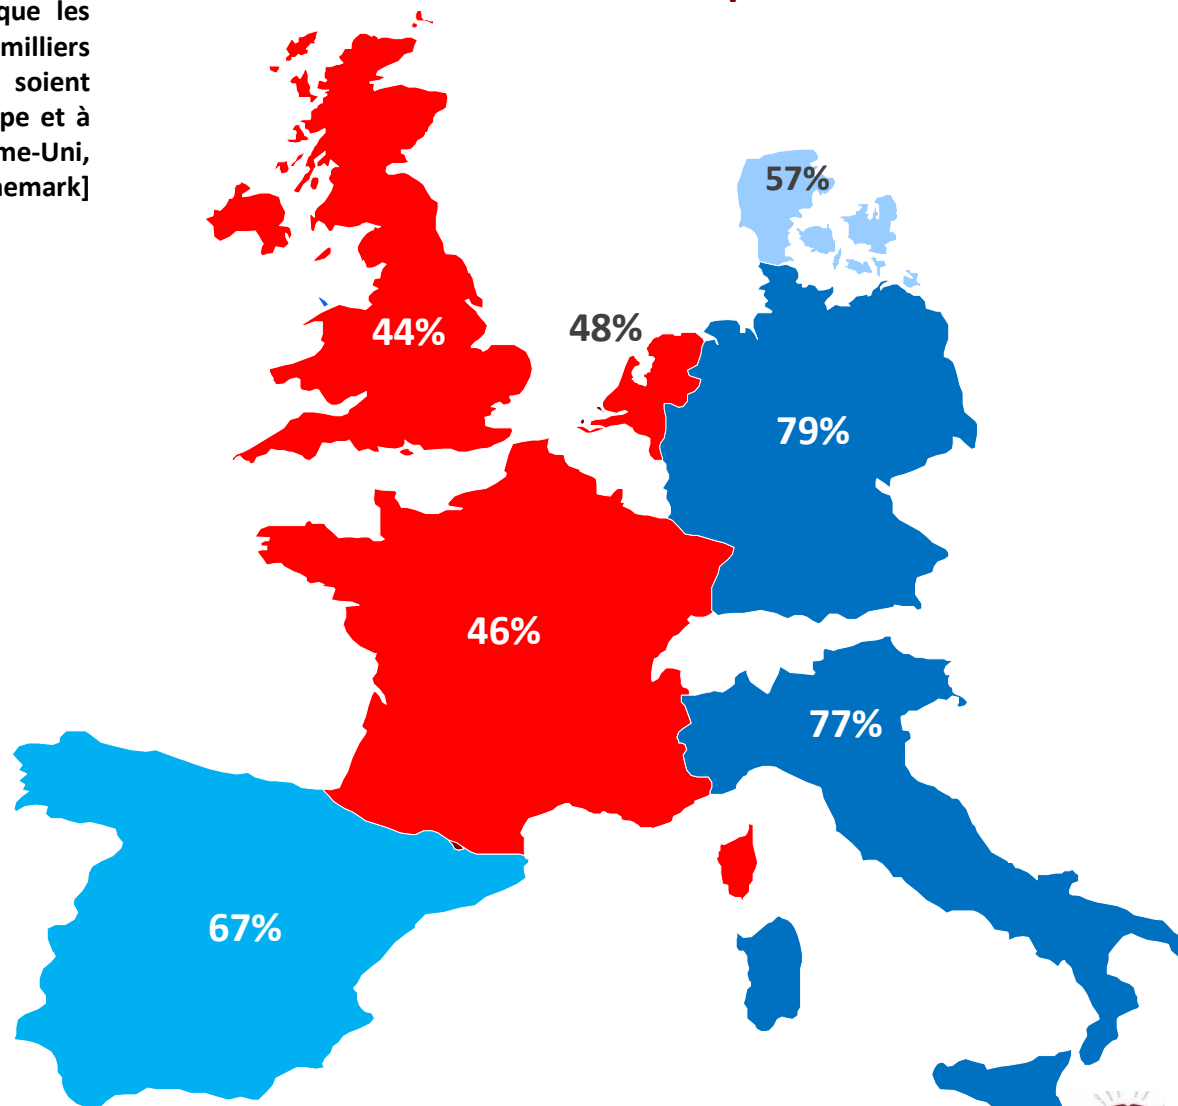 que les
milliers
soient
pe et à
me-Uni,
nemark]
57%
48%
44%
79%
46%
77%
67%